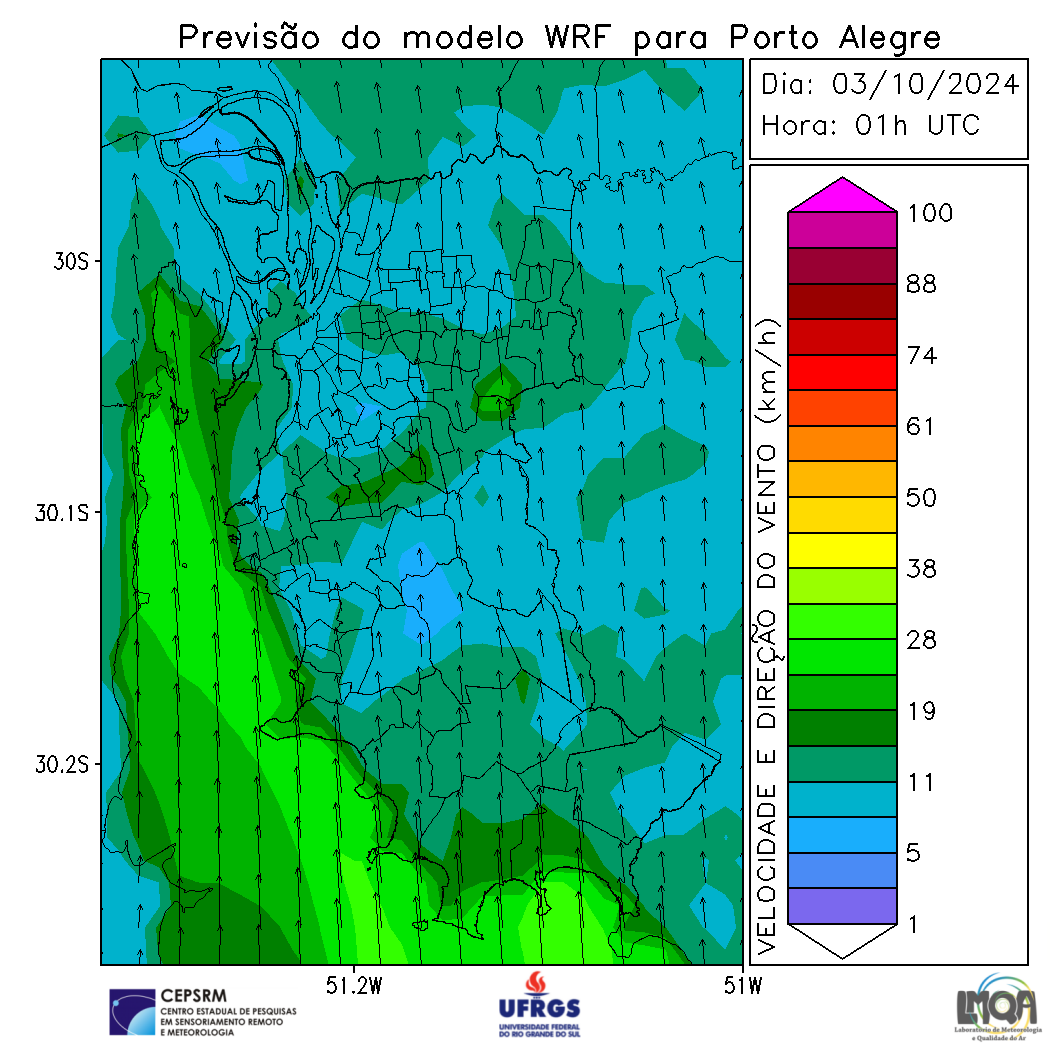 Previsão do modelo WRF para Porto Alegre
Dia: 03/10/2024
Hora: 01h UTC
30S
30.1S
30.2S
51.2W
51W
VELOCIDADE E DIREÇÃO DO VENTO (km/h)
100
88
74
61
50
38
28
19
11
5
1
CEPSRM
CENTRO ESTADUAL DE PESQUISAS
EM SENSORIAMENTO REMOTO
E METEOROLOGIA
UFRGS
UNIVERSIDADE FEDERAL
DO RIO GRANDE DO SUL
LMQA
Laboratório de Meteorologia
e Qualidade do Ar